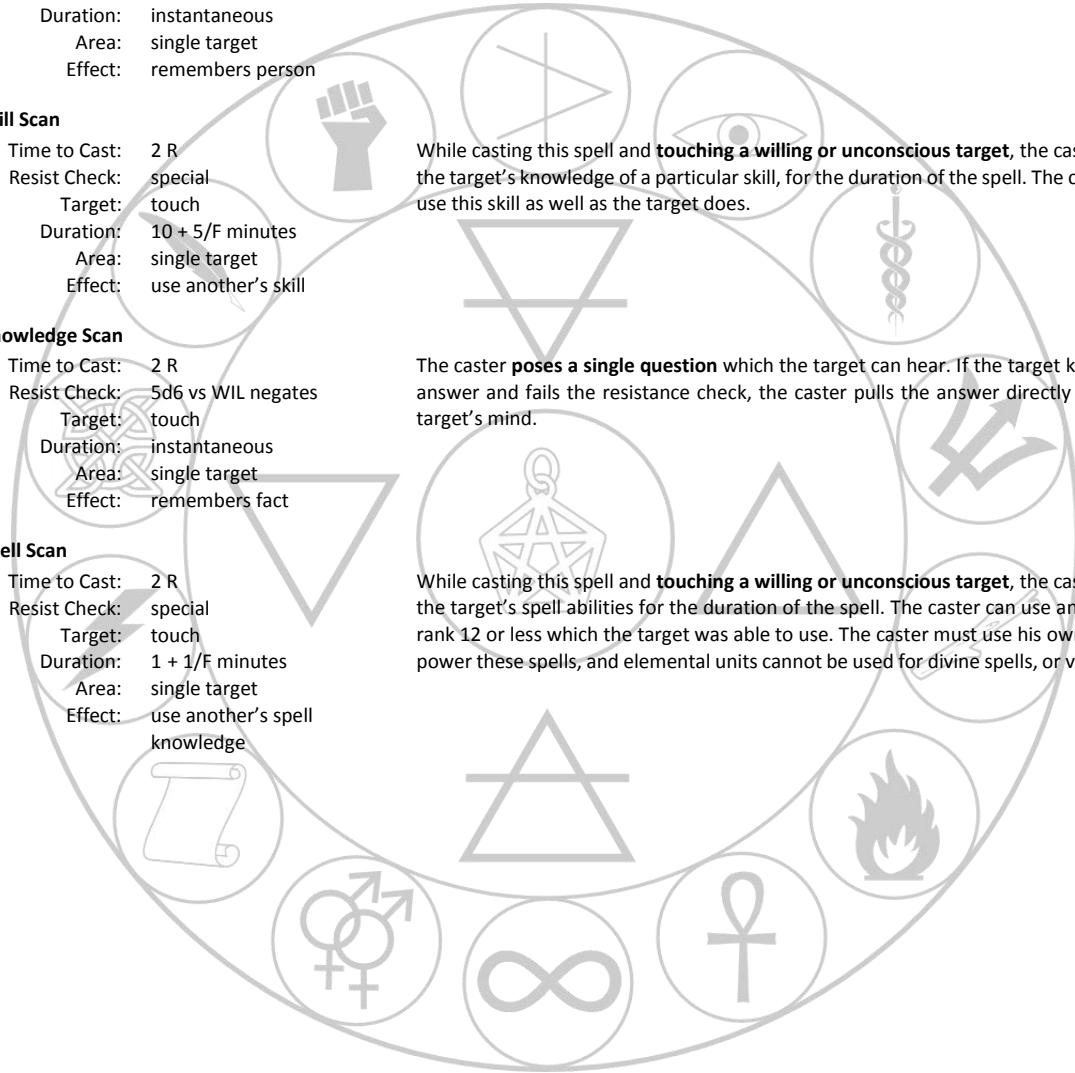 Duration: instantaneous
Area: single target
Effect: remembers person
ill Scan
Time to Cast: 2 R
Resist Check: special
Target: touch
Duration: 10 + 5/F minutes
Area: single target
Effect: use another's skill
While casting this spell and touching a willing or unconscious target, the cas
the target's knowledge of a particular skill, for the duration of the spell. The c
use this skill as well as the target does.
nowledge Scan
Time to Cast: 2 R
Resist Check: 5d6 vs WIL negates
Target: touch
Duration: instantaneous
Area: single target
Effect: remembers fact
The caster poses a single question which the target can hear. If the target k
answer and fails the resistance check, the caster pulls the answer directly
target's mind.
ell Scan
Time to Cast: 2 R
Resist Check: special
Target: touch
Duration: 1 + 1/F minutes
Area: single target
Effect: use another's spell
knowledge
While casting this spell and touching a willing or unconscious target, the cas
the target's spell abilities for the duration of the spell. The caster can use an
rank 12 or less which the target was able to use. The caster must use his ow
power these spells, and elemental units cannot be used for divine spells, or v